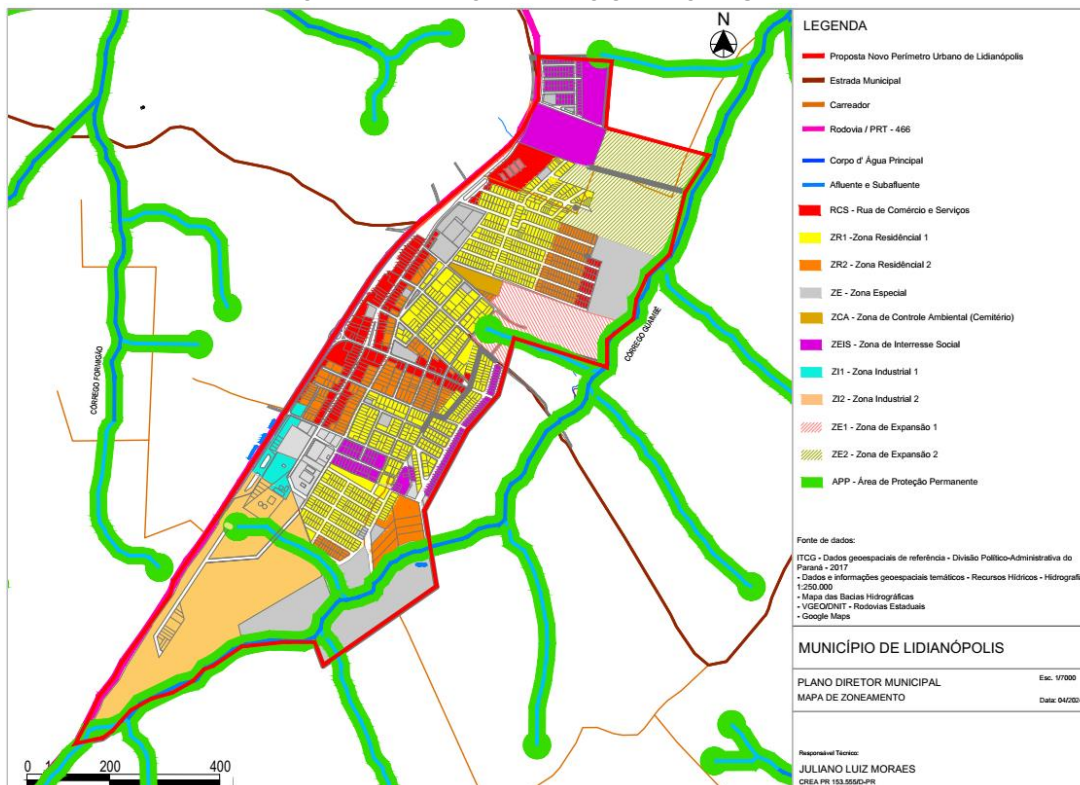 N
LEGENDA
Proposta Novo Perímetro Urbano de Lidianópolis
Estrada Municipal
Carreador
Rodovia / PRT - 466
Corpo d' Água Principal
Afluente e Subafluente
RCS - Rua de Comércio e Serviços
ZR1 -Zona Residêncial 1
ZR2 - Zona Residêncial 2
ZE - Zona Especial
ZCA - Zona de Controle Ambiental (Cemitério)
ZEIS - Zona de Interresse Social
ZI1 - Zona Industrial 1
ZI2 - Zona Industrial 2
ZE1 - Zona de Expansão 1
ZE2 - Zona de Expansão 2
APP - Área de Proteção Permanente
CÓRREGO FORMIGÃO
CÓRREGO
Fonte de dados:
ITCG - Dados geoespaciais de referência - Divisão Político-Administrativa do
Paraná - 2017
- Dados e informações geoespaciais temáticos - Recursos Hídricos - Hidrografi
1:250.000
- Mapa das Bacias Hidrográficas
- VGEO/DNIT - Rodovias Estaduais
- Google Maps
MUNICÍPIO DE LIDIANÓPOLIS
PLANO DIRETOR MUNICIPAL
Esc. 1/7000
MAPA DE ZONEAMENTO
Data: 04/202
Responsável Técnico:
JULIANO LUIZ MORAES
CREA PR 153.555/D-PR
0 200 400